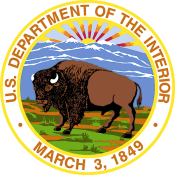 U.S. DEPARTMENT OF THE INTERIOR
MARCH 3, 1849